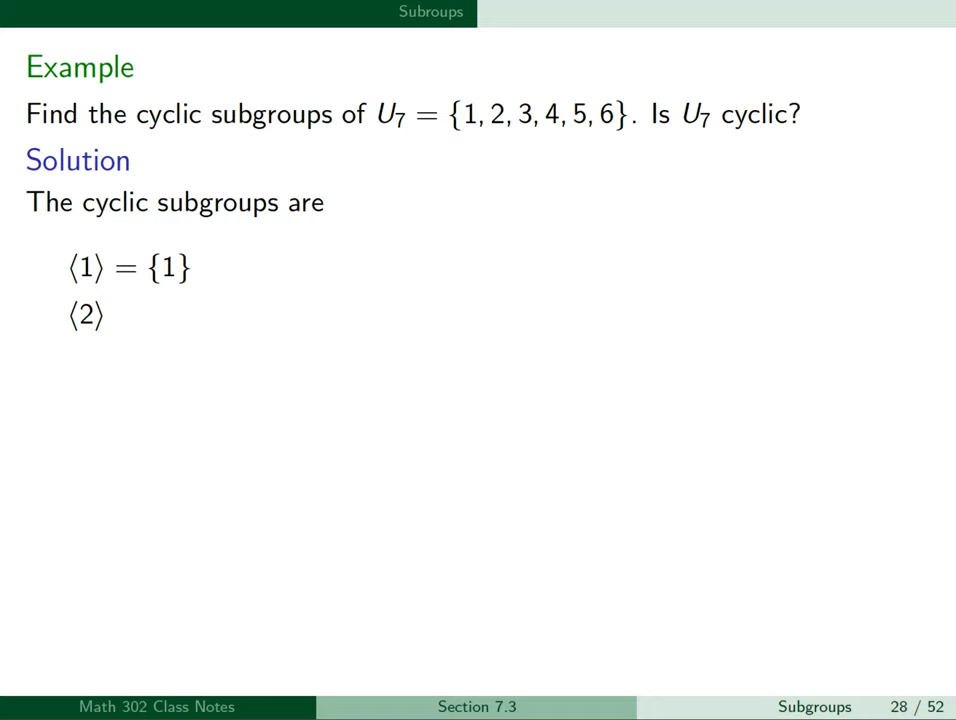 Subroups
Example
Find the cyclic subgroups of U₇ = {1, 2, 3, 4, 5, 6}. Is U₇ cyclic?
Solution
The cyclic subgroups are
⟨1⟩ = {1}
⟨2⟩
Math 302 Class Notes Section 7.3 Subgroups 28 / 52